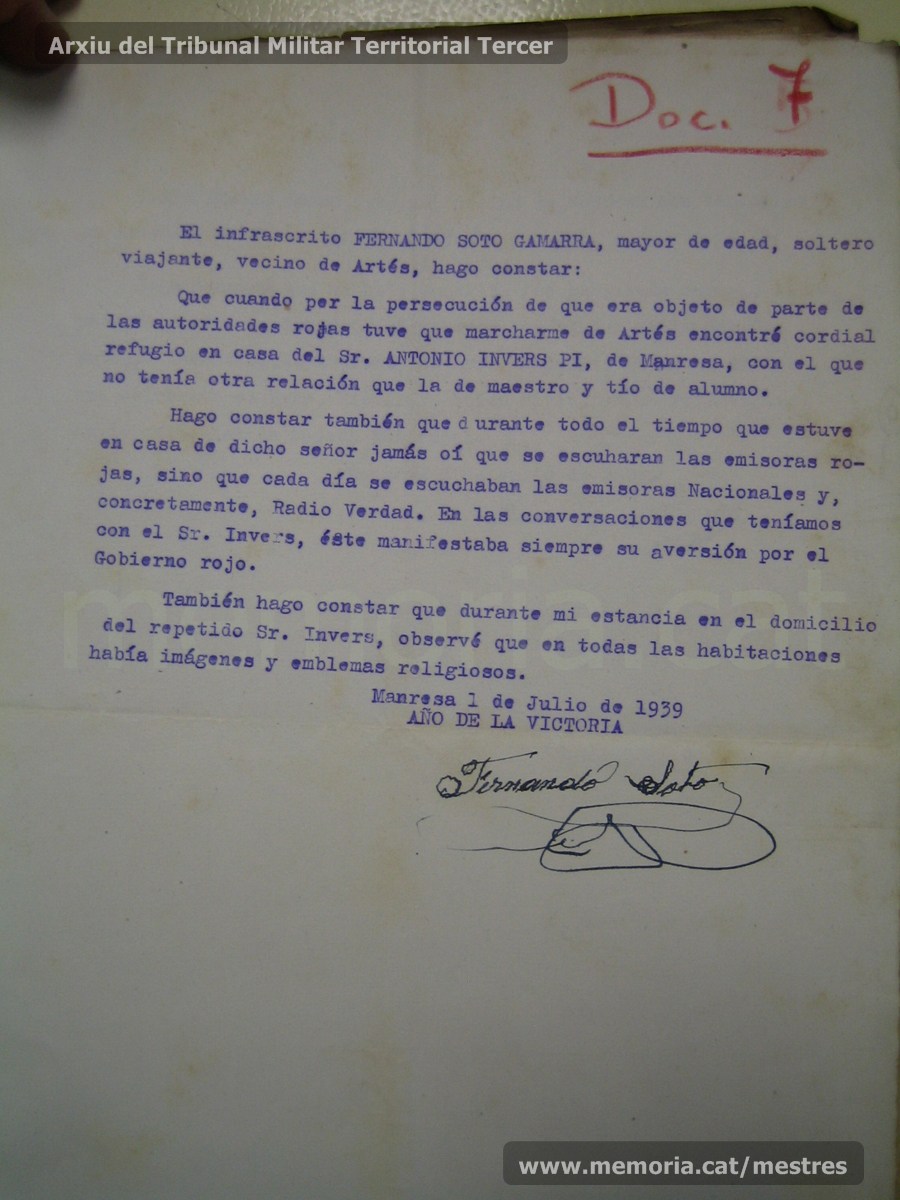 Arxiu del Tribunal Militar Territorial Tercer
Doc. 7
El infrascrito FERNANDO SOTO GAMARRA, mayor de edad, soltero
viajante, vecino de Artés, hago constar:
Que cuando por la persecución de que era objeto de parte de
las autoridades rojas tuve que marcharme de Artés encontré cordial
refugio en casa del Sr. ANTONIO INVERS PI, de Manresa, con el que
no tenía otra relación que la de maestro y tío de alumno.
Hago constar también que durante todo el tiempo que estuve
en casa de dicho señor jamás oí que se escuharan las emisoras ro-
jas, sino que cada día se escuchaban las emisoras Nacionales y,
concretamente, Radio Verdad. En las conversaciones que teníamos
con el Sr. Invers, éste manifestaba siempre su aversión por el
Gobierno rojo.
También hago constar que durante mi estancia en el domicilio
del repetido Sr. Invers, observé que en todas las habitaciones
había imágenes y emblemas religiosos.
Manresa 1 de Julio de 1939
AÑO DE LA VICTORIA
Fernando Soto
memoria.cat
www.memoria.cat/mestres